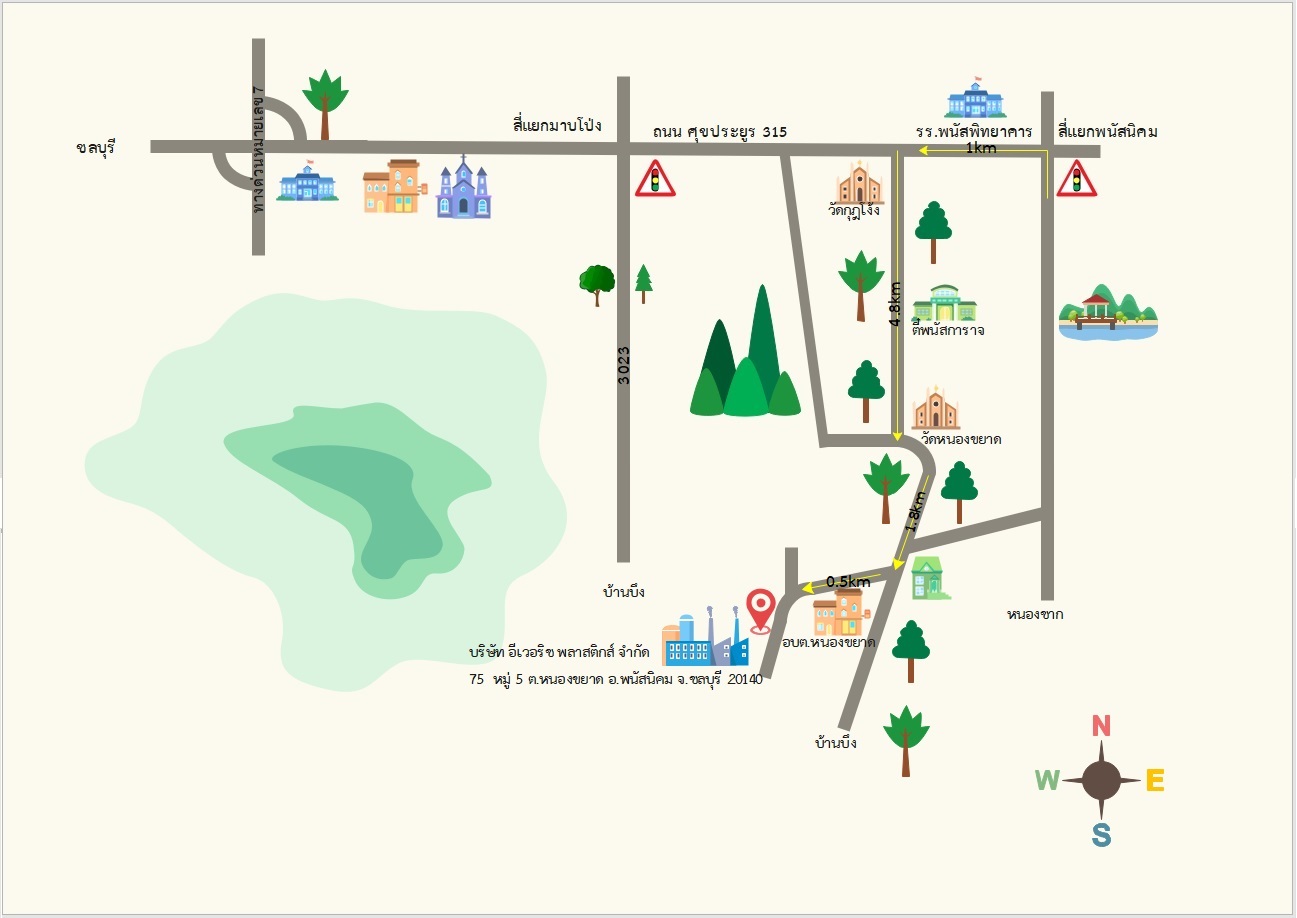 ทางด่วนหมายเลข 7
ชลบุรี
สี่แยกมาบโป่ง
ถนน ศุขประยูร 315
รร.พนัสพิทยาคาร
1km
สี่แยกพนัสนิคม
วัดกุฎโง้ง
4.8km
ตี๋พนัสการาจ
3023
วัดหนองขยาด
1.8km
0.5km
บ้านบึง
หนองซาก
อบต.หนองขยาด
บริษัท อีเวอริช พลาสติกส์ จำกัด
75 หมู่ 5 ต.หนองขยาด อ.พนัสนิคม จ.ชลบุรี 20140
บ้านบึง
N
W
E
S